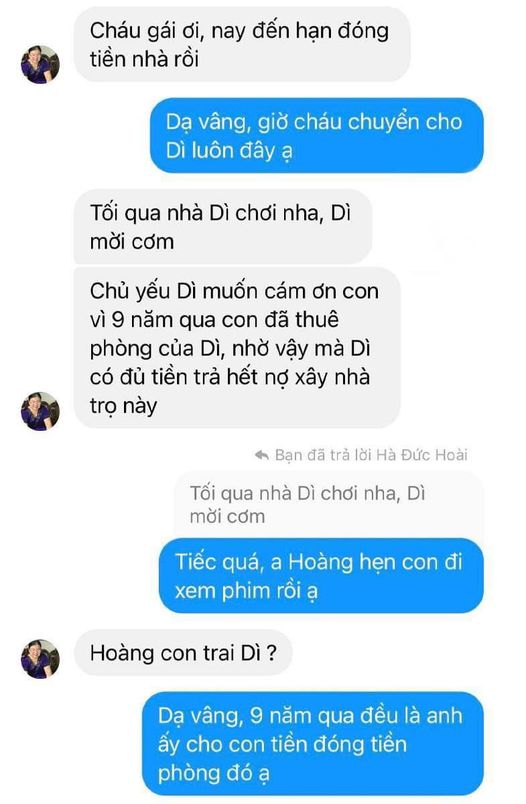 Cháu gái ơi, nay đến hạn đóng
tiền nhà rồi
Dạ vâng, giờ cháu chuyển cho
Dì luôn đây ạ
Tối qua nhà Dì chơi nha, Dì
mời cơm
Chủ yếu Dì muốn cám ơn con
vì 9 năm qua con đã thuê
phòng của Dì, nhờ vậy mà Dì
có đủ tiền trả hết nợ xây nhà
trọ này
Bạn đã trả lời Hà Đức Hoài
Tối qua nhà Dì chơi nha, Dì
mời cơm
Tiếc quá, a Hoàng hẹn con đi
xem phim rồi ạ
Hoàng con trai Dì ?
Dạ vâng, 9 năm qua đều là anh
ấy cho con tiền đóng tiền
phòng đó ạ